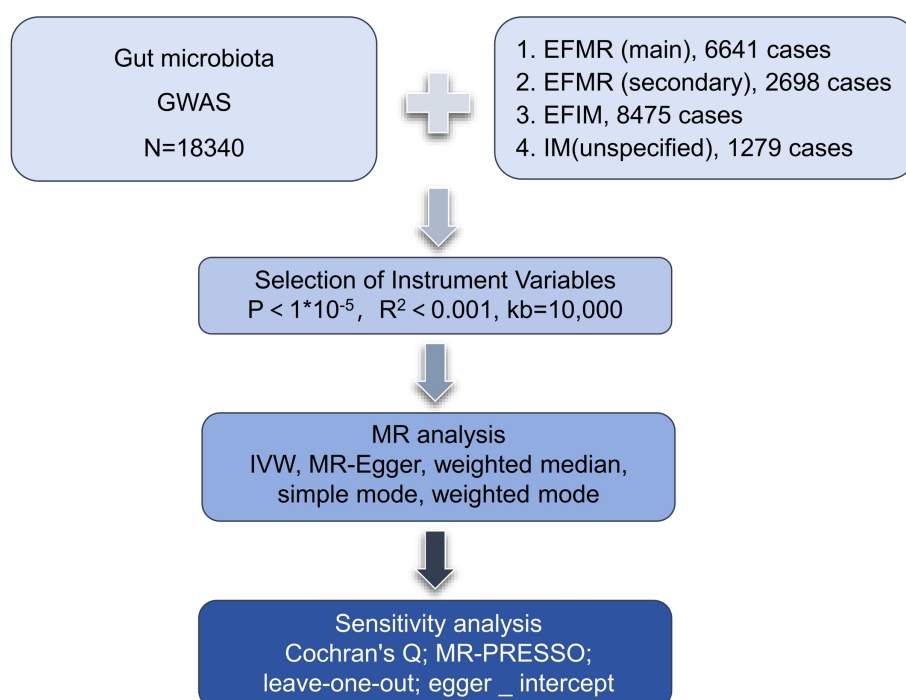 Gut microbiota
GWAS
N=18340
1. EFMR (main), 6641 cases
2. EFMR (secondary), 2698 cases
3. EFIM, 8475 cases
4. IM(unspecified), 1279 cases
Selection of Instrument Variables
P < 1*10⁻⁵, R² < 0.001, kb=10,000
MR analysis
IVW, MR-Egger, weighted median,
simple mode, weighted mode
Sensitivity analysis
Cochran's Q; MR-PRESSO;
leave-one-out; egger _ intercept